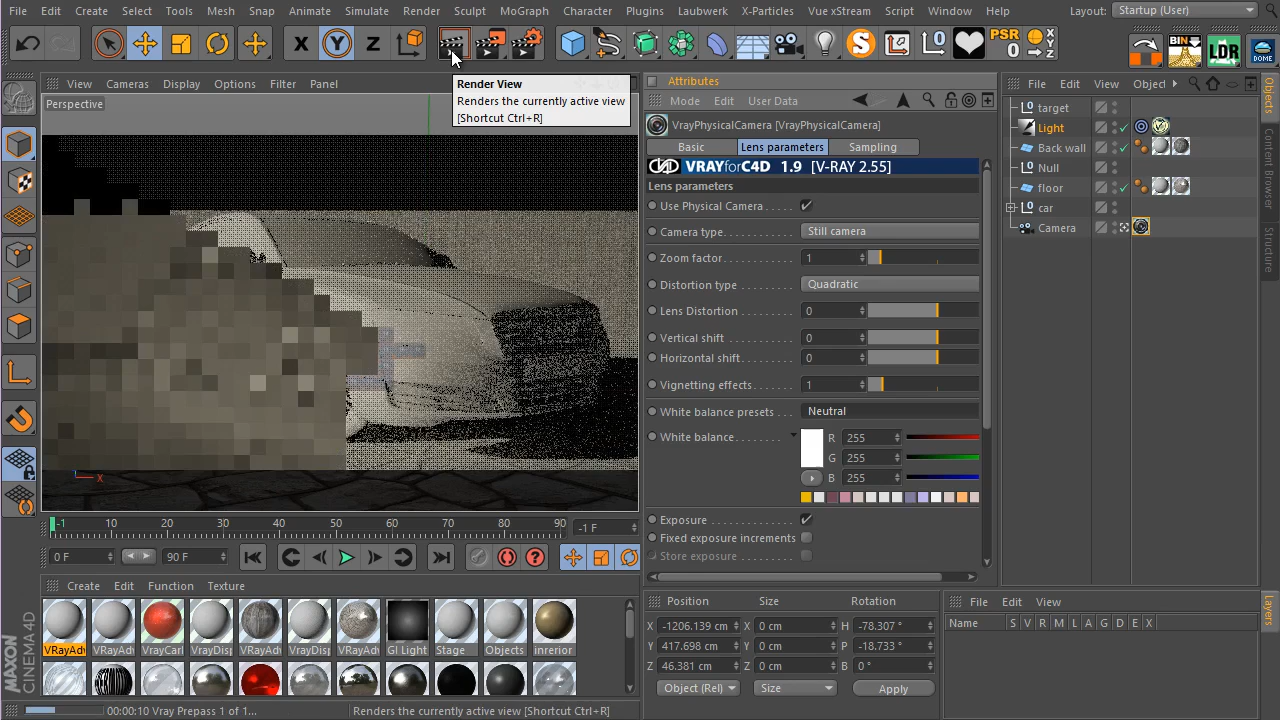 File Edit Create Select Tools Mesh Snap Animate Simulate Render Sculpt MoGraph Character Plugins Laubwerk X-Particles Vue xStream Script Window Help Layout: Startup (User)
X Y Z PSR 0 BIN LDR DOME
View Cameras Display Options Filter Panel
Perspective
Render View
Renders the currently active view
[Shortcut Ctrl+R]
X
Attributes
Mode Edit User Data
VrayPhysicalCamera [VrayPhysicalCamera]
Basic Lens parameters Sampling
VRAYforC4D 1.9 [V-RAY 2.55]
Lens parameters
Use Physical Camera
Camera type Still camera
Zoom factor 1
Distortion type Quadratic
Lens Distortion 0
Vertical shift 0
Horizontal shift 0
Vignetting effects 1
White balance presets Neutral
White balance R 255
G 255
B 255
Exposure
Fixed exposure increments
Store exposure
File Edit View Object
target
Light
Back wall
Null
floor
car
Camera
Objects
Content Browser
Structure
-1 10 20 30 40 50 60 70 80 90 -1 F
0 F 90 F
Create Edit Function Texture
VRayAdv VRayAdv VRayCarl VRayDisp VRayAdv VRayDisp VRayAdv GI Light Stage Objects inrerior
MAXON
CINEMA4D
Position Size Rotation
X -1206.139 cm X 0 cm H -78.307 °
Y 417.698 cm Y 0 cm P -18.733 °
Z 46.381 cm Z 0 cm B 0 °
Object (Rel) Size Apply
File Edit View
Name S V R M L A G D E X
Layers
00:00:10 Vray Prepass 1 of 1... Renders the currently active view [Shortcut Ctrl+R]